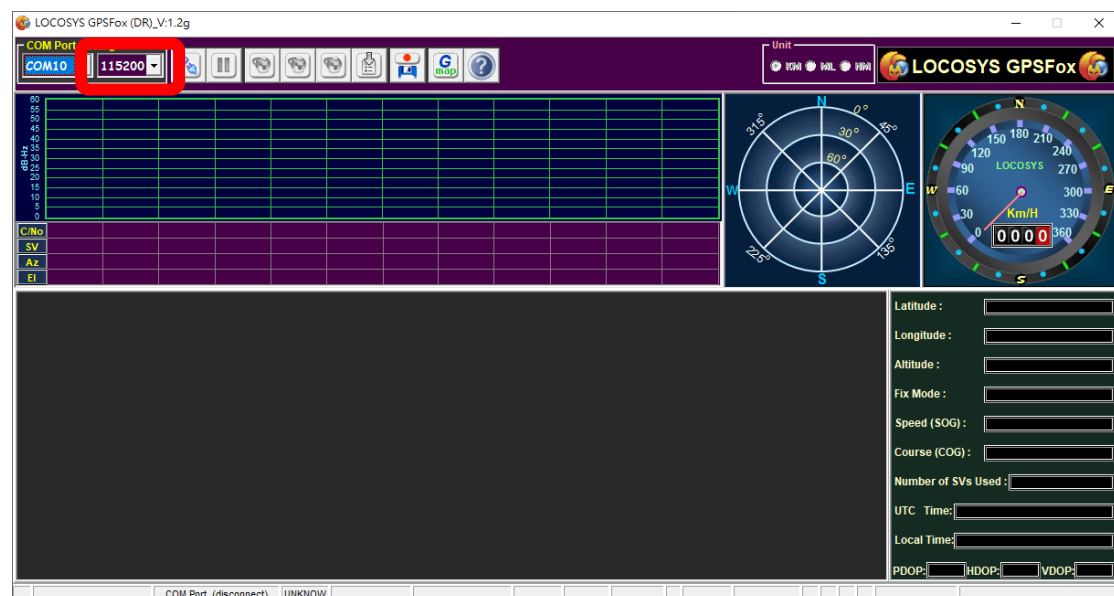 LOCOSYS GPSFox (DR)_V:1.2g
COM Port
COM10
115200
G
map
?
Unit
KM
MIL
NMI
LOCOSYS GPSFox
dB-Hz
60
55
50
45
40
35
30
25
20
15
10
5
0
C/No
SV
Az
El
N
0°
315°
45°
30°
60°
W
E
225°
135°
S
N
150 180 210
120
240
90
LOCOSYS
270
W
60
300
E
30
Km/H
330
0
0000
360
S
Latitude :
Longitude :
Altitude :
Fix Mode :
Speed (SOG) :
Course (COG) :
Number of SVs Used :
UTC Time:
Local Time:
PDOP:
HDOP:
VDOP:
COM Port (disconnect)
UNKNOW